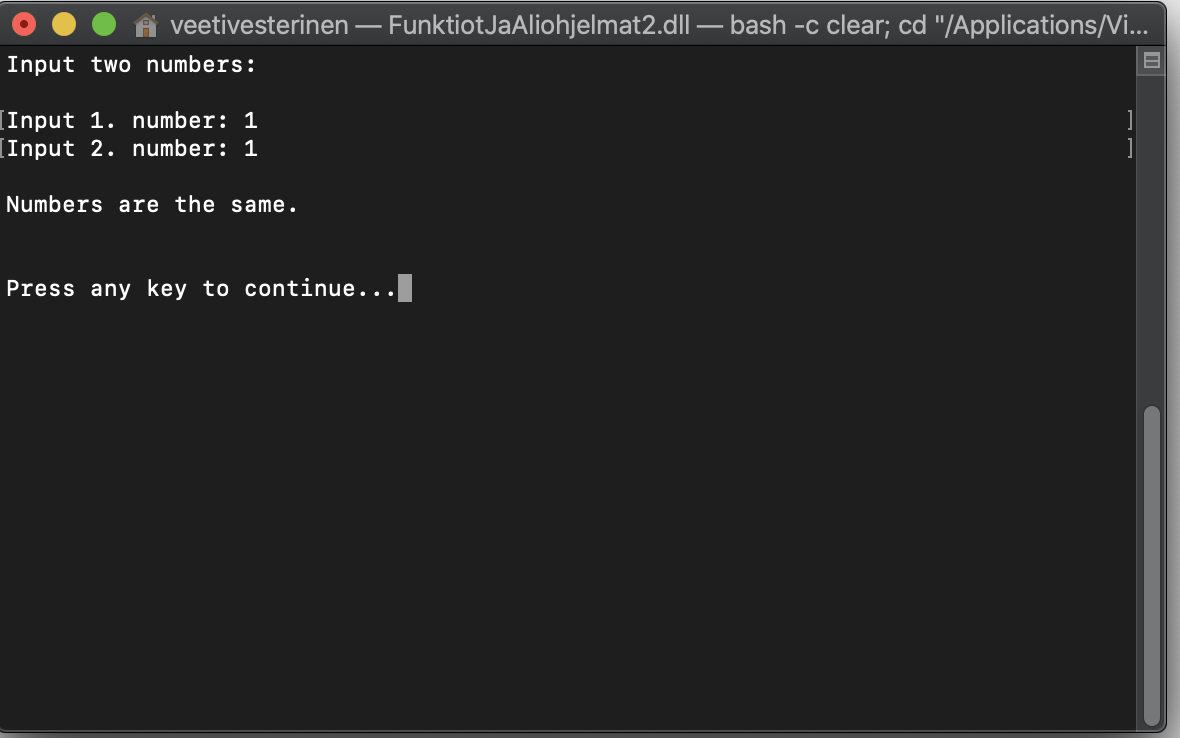 veetivesterinen — FunktiotJaAliohjelmat2.dll — bash -c clear; cd "/Applications/Vi...
Input two numbers:
[Input 1. number: 1 ]
[Input 2. number: 1 ]
Numbers are the same.
Press any key to continue...